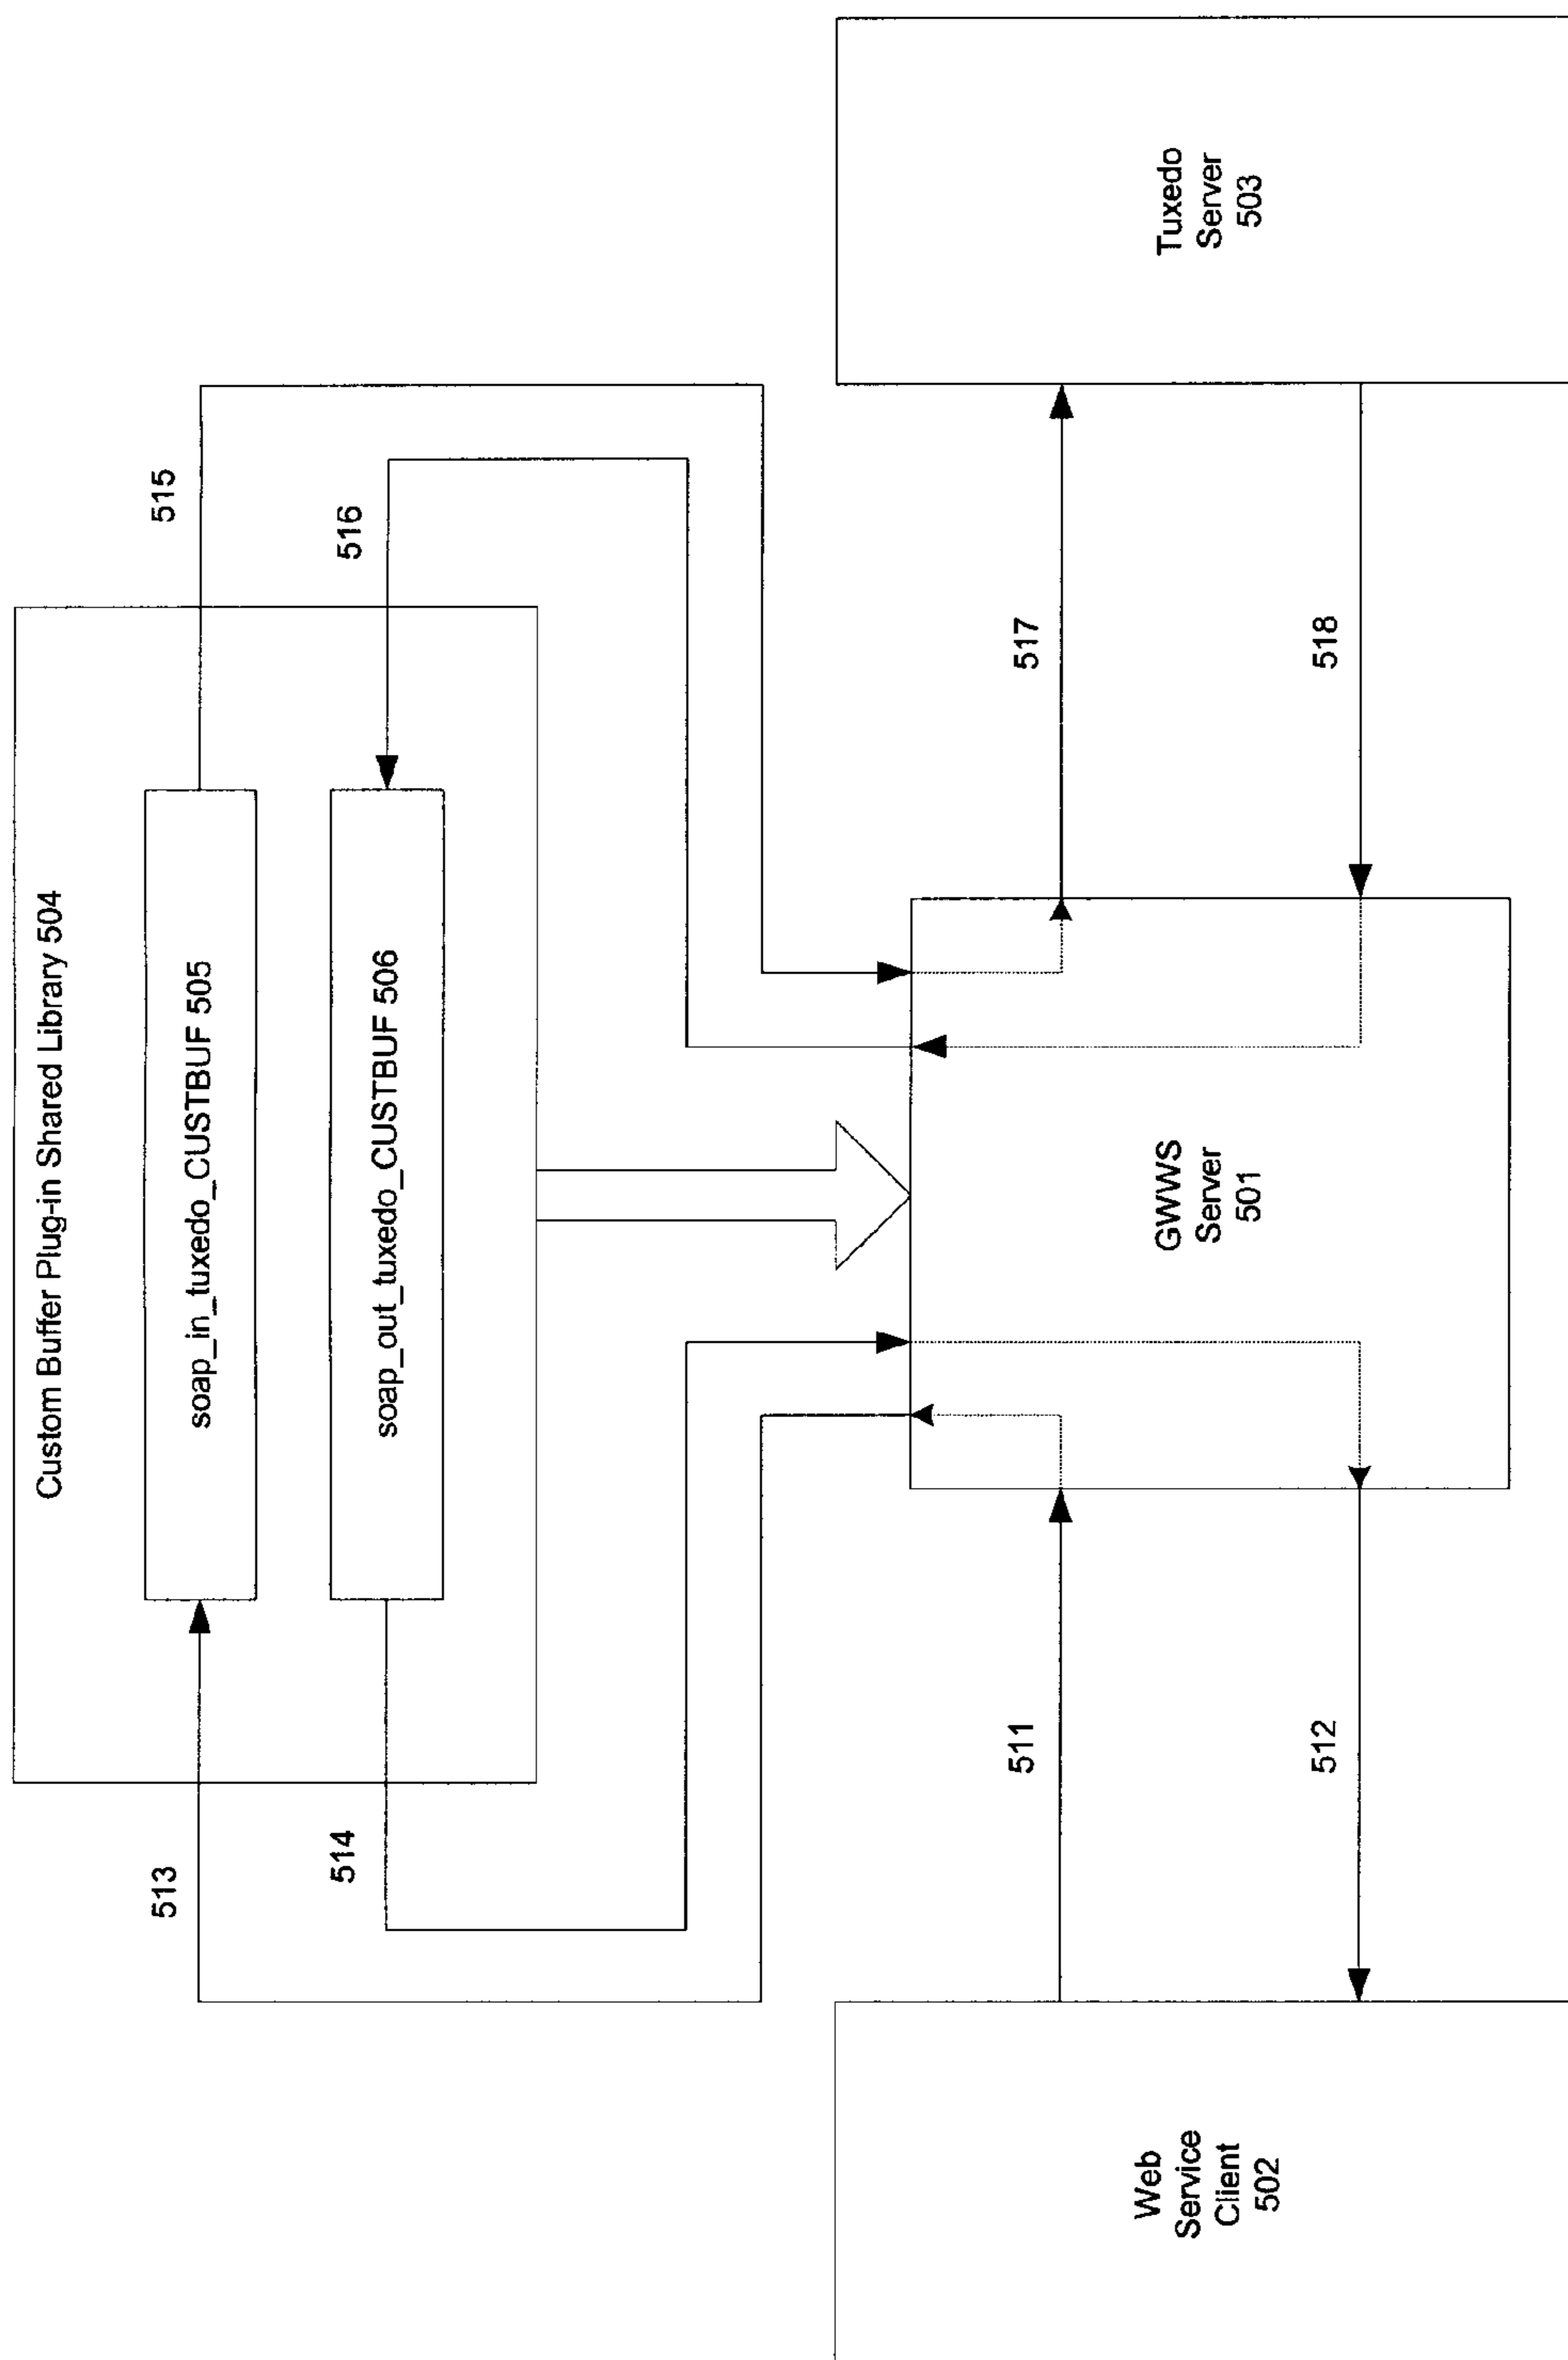 Custom Buffer Plug-in Shared Library 504
513
soap_in_tuxedo_CUSTBUF 505
515
514
soap_out_tuxedo_CUSTBUF 506
516
511
517
512
518
Web
Service
Client
502
GWWS
Server
501
Tuxedo
Server
503